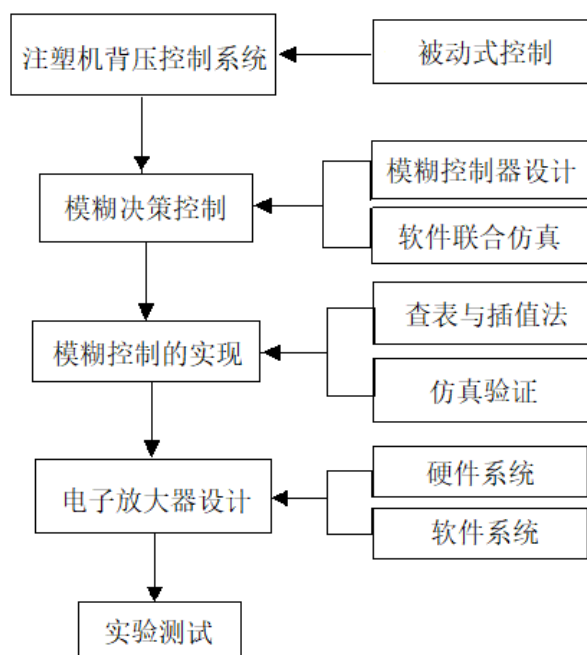 注塑机背压控制系统
被动式控制
模糊决策控制
模糊控制器设计
软件联合仿真
模糊控制的实现
查表与插值法
仿真验证
电子放大器设计
硬件系统
软件系统
实验测试